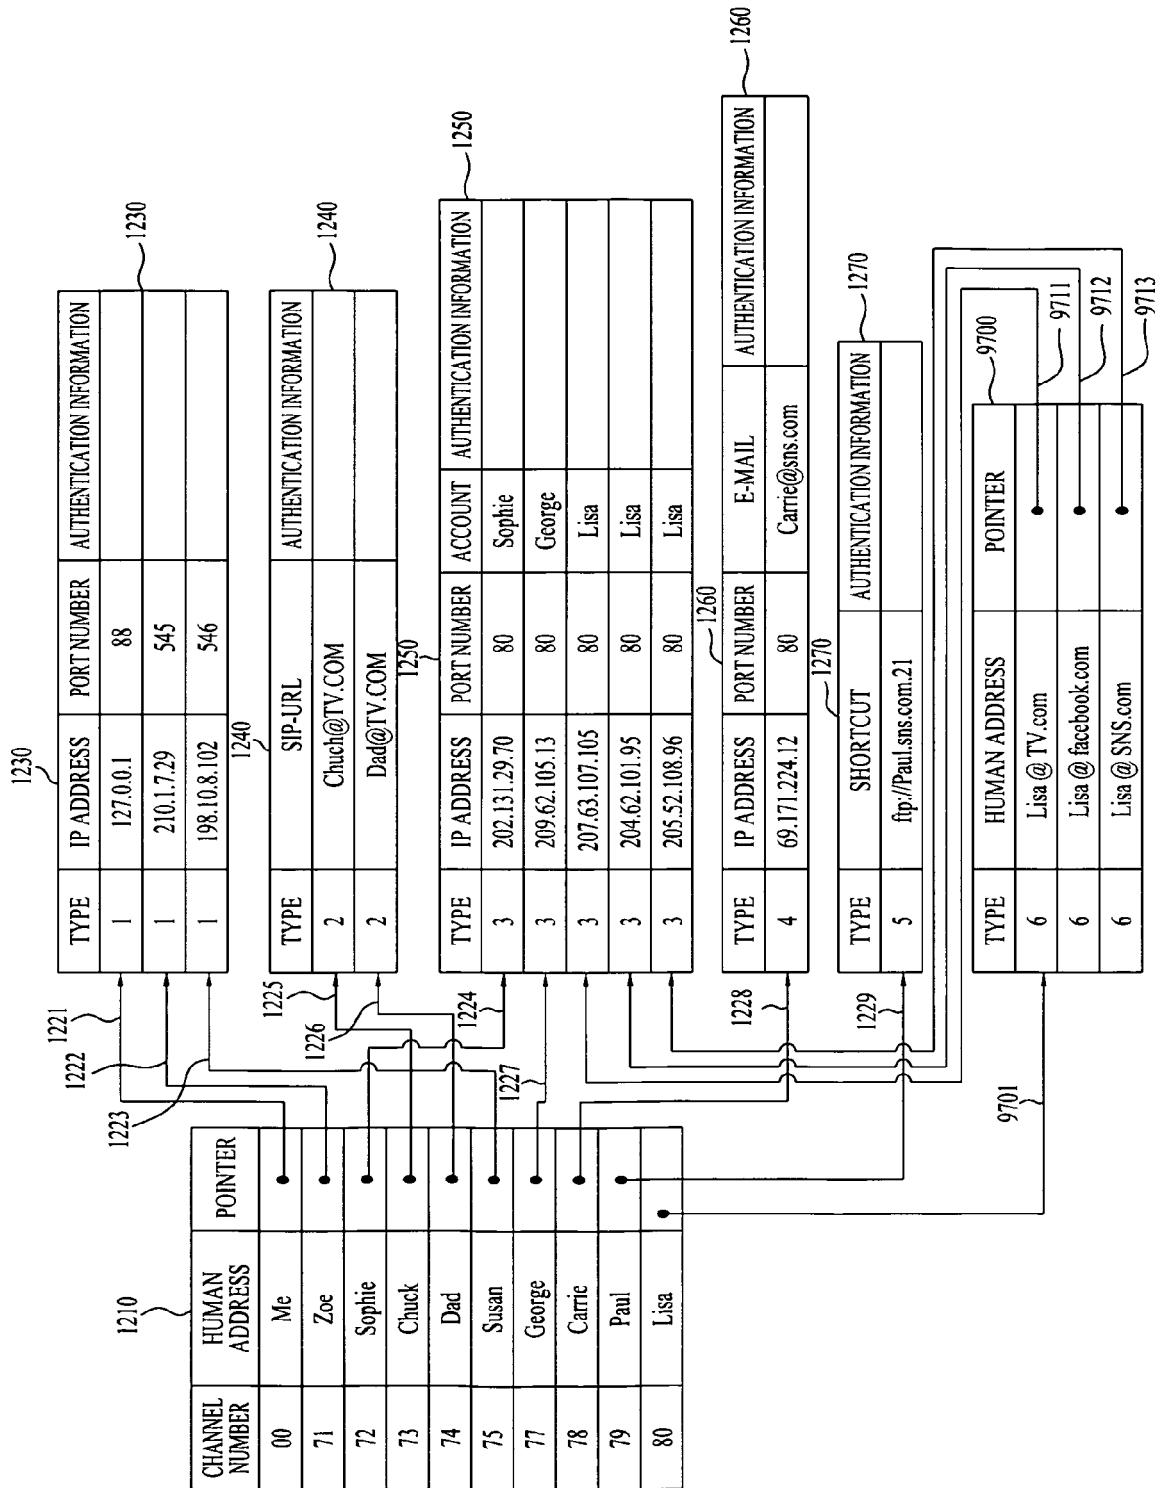 1210
CHANNEL NUMBER HUMAN ADDRESS POINTER
00 Me
71 Zoe
72 Sophie
73 Chuck
74 Dad
75 Susan
77 George
78 Carrie
79 Paul
80 Lisa
1221
1222
1223
1225
1226
1224
1227
1228
1229
9701
1230
1230
TYPE IP ADDRESS PORT NUMBER AUTHENTICATION INFORMATION
1 127.0.0.1 88
1 210.1.7.29 545
1 198.10.8.102 546
1240
1240
TYPE SIP-URL AUTHENTICATION INFORMATION
2 Chuch@TV.COM
2 Dad@TV.COM
1250
1250
TYPE IP ADDRESS PORT NUMBER ACCOUNT AUTHENTICATION INFORMATION
3 202.131.29.70 80 Sophie
3 209.62.105.13 80 George
3 207.63.107.105 80 Lisa
3 204.62.101.95 80 Lisa
3 205.52.108.96 80 Lisa
1260
1260
TYPE IP ADDRESS PORT NUMBER E-MAIL AUTHENTICATION INFORMATION
4 69.171.224.12 80 Carrie@sns.com
1270
1270
TYPE SHORTCUT AUTHENTICATION INFORMATION
5 ftp://Paul.sns.com.21
9700
TYPE HUMAN ADDRESS POINTER
6 Lisa@TV.com
6 Lisa@facebook.com
6 Lisa@SNS.com
9711
9712
9713